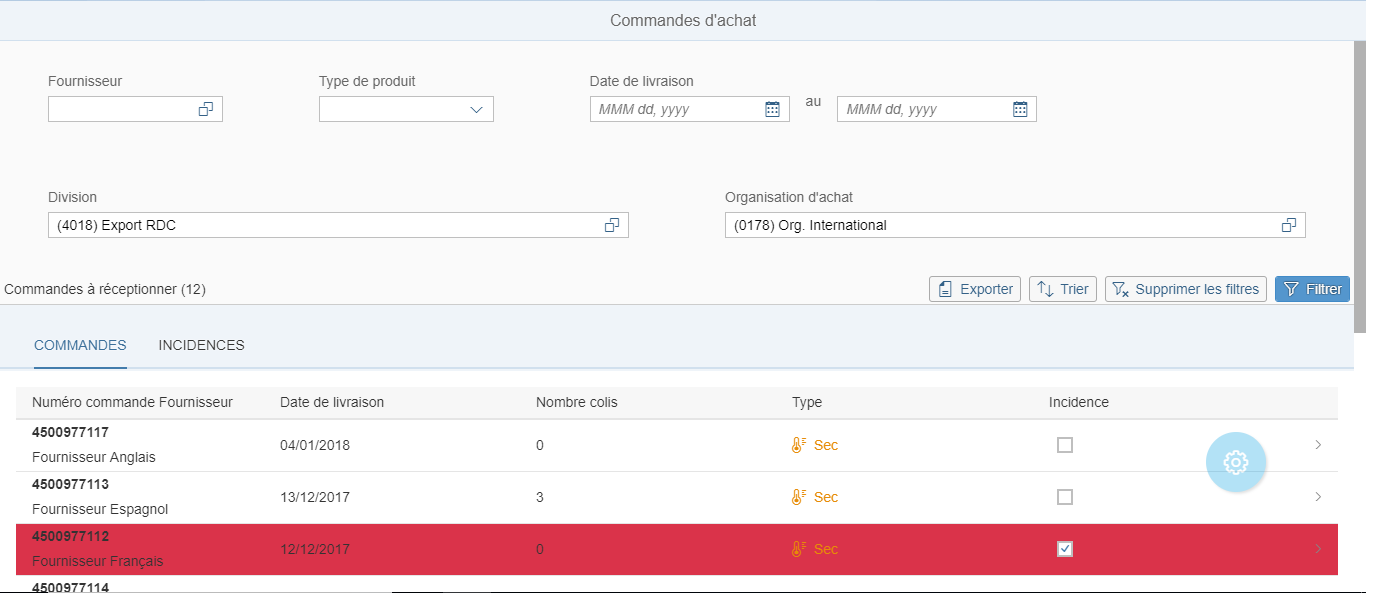 Commandes d'achat
Fournisseur Type de produit Date de livraison
MMM dd, yyyy au MMM dd, yyyy
Division Organisation d'achat
(4018) Export RDC (0178) Org. International
Commandes à réceptionner (12) Exporter Trier Supprimer les filtres Filtrer
COMMANDES INCIDENCES
Numéro commande Fournisseur Date de livraison Nombre colis Type Incidence
4500977117
Fournisseur Anglais 04/01/2018 0 Sec
4500977113
Fournisseur Espagnol 13/12/2017 3 Sec
4500977112
Fournisseur Français 12/12/2017 0 Sec
4500977114